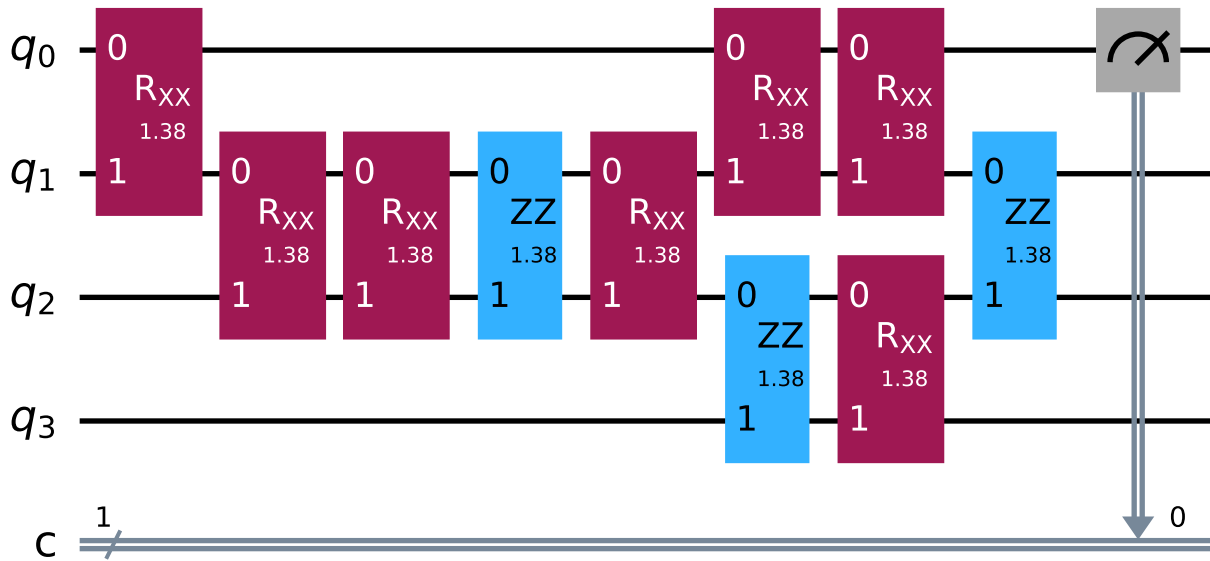 q0 0 0 0
RXX RXX RXX
1.38 1.38 1.38
q1 1 0 0 0 0 1 1 0
RXX RXX ZZ RXX ZZ
1.38 1.38 1.38 1.38 1.38
q2 1 1 1 1 0 0 1
ZZ RXX
1.38 1.38
q3 1 1
1 0
c